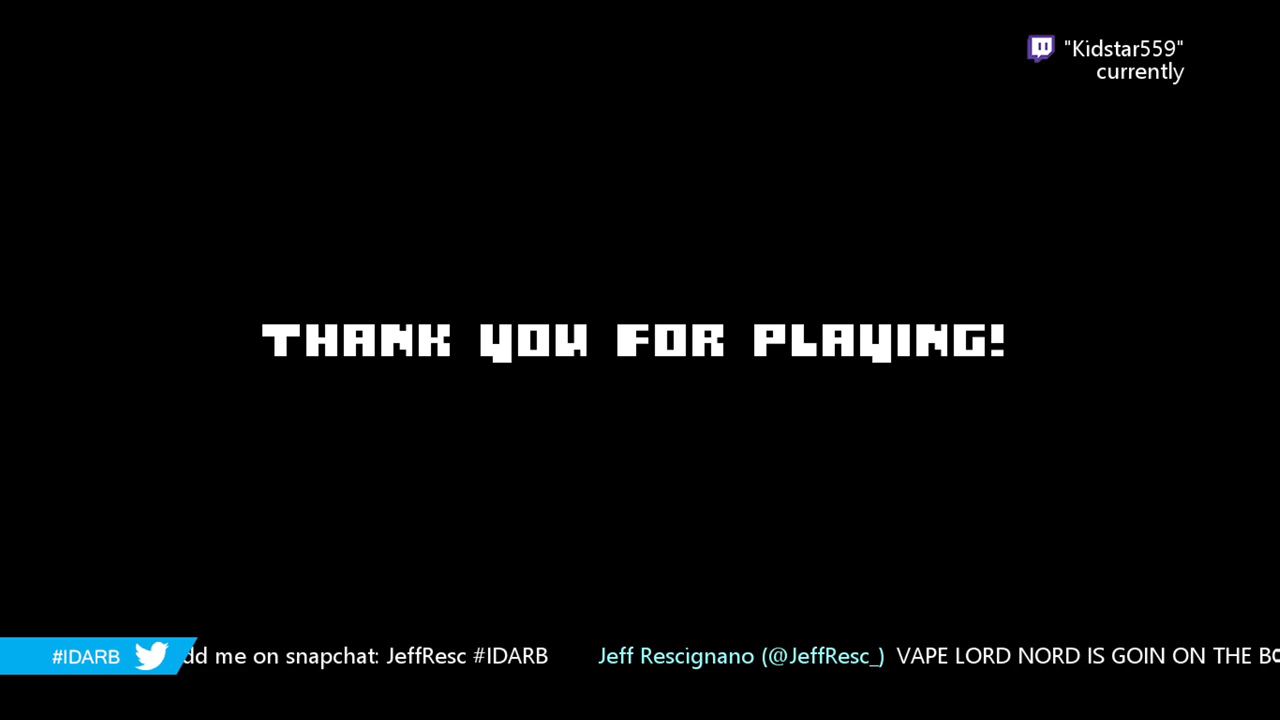 "Kidstar559"
currently
THANK YOU FOR PLAYING!
#IDARB dd me on snapchat: JeffResc #IDARB Jeff Rescignano (@JeffResc_) VAPE LORD NORD IS GOIN ON THE